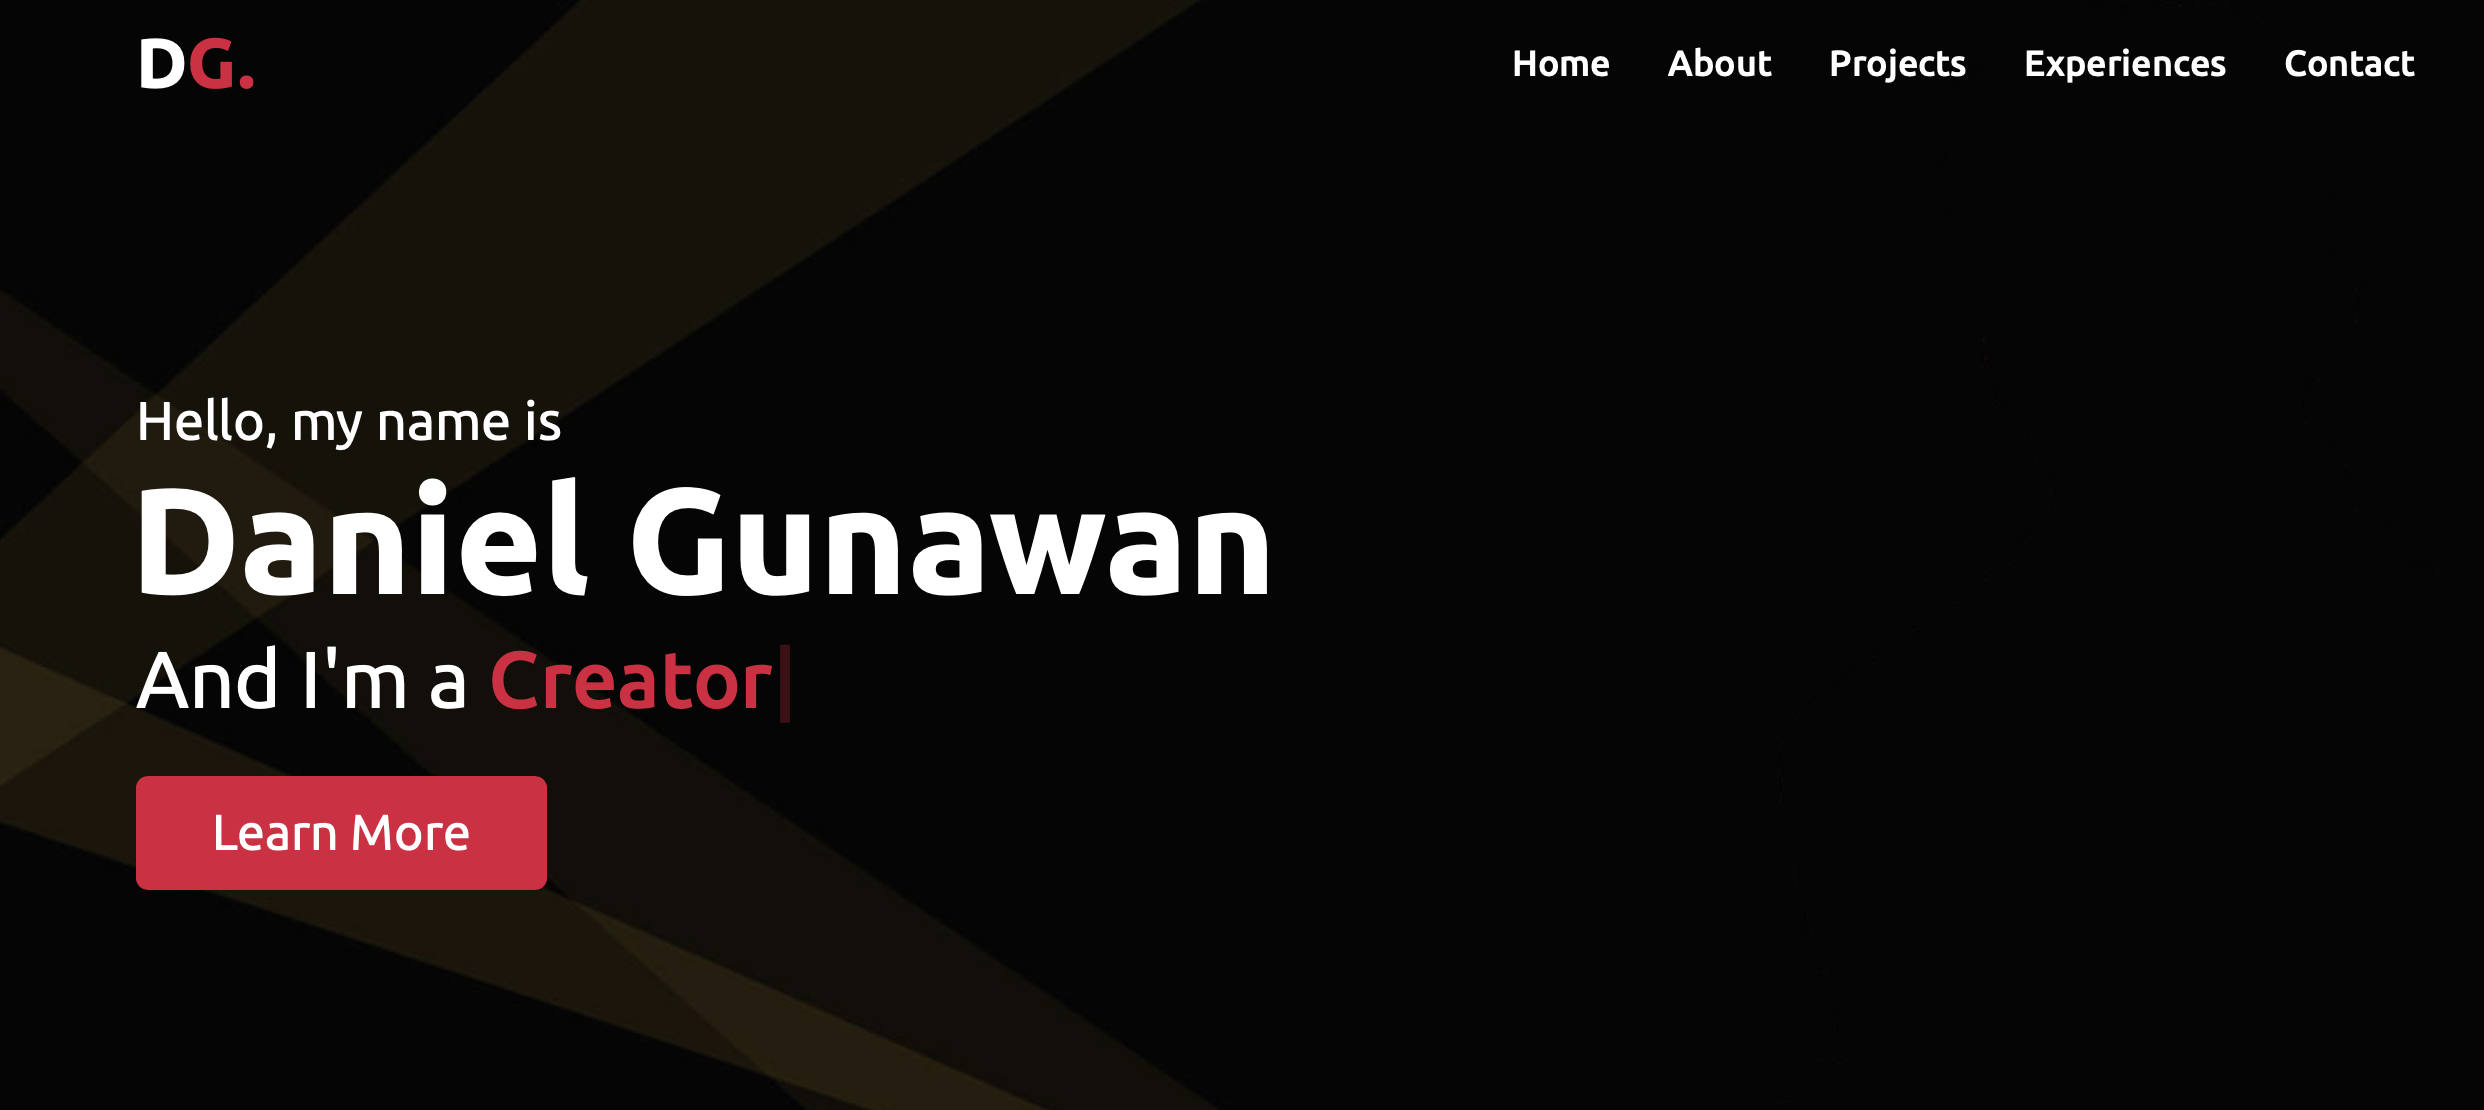 DG.
Home About Projects Experiences Contact
Hello, my name is
Daniel Gunawan
And I'm a Creator
Learn More